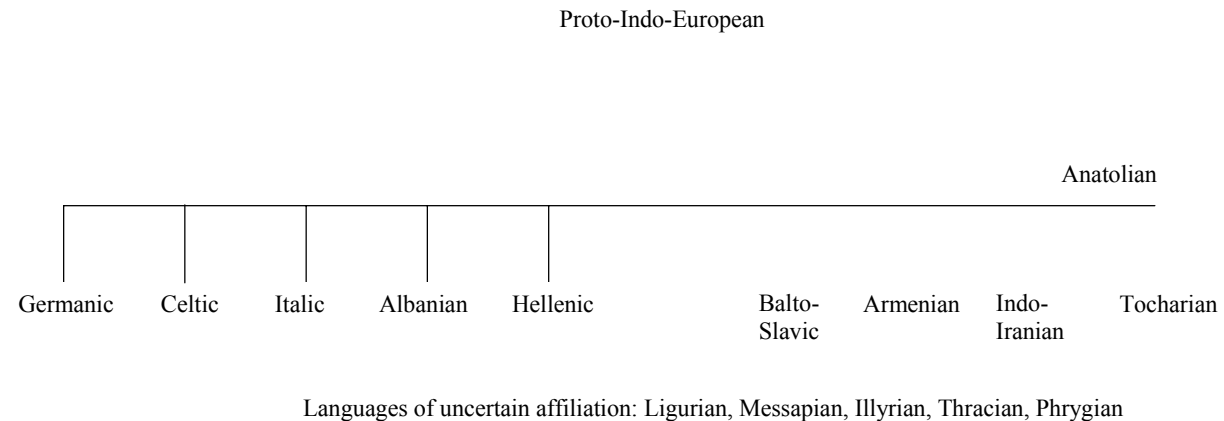 Proto-Indo-European
Anatolian
Germanic Celtic Italic Albanian Hellenic Balto- Armenian Indo- Tocharian
Slavic Iranian
Languages of uncertain affiliation: Ligurian, Messapian, Illyrian, Thracian, Phrygian